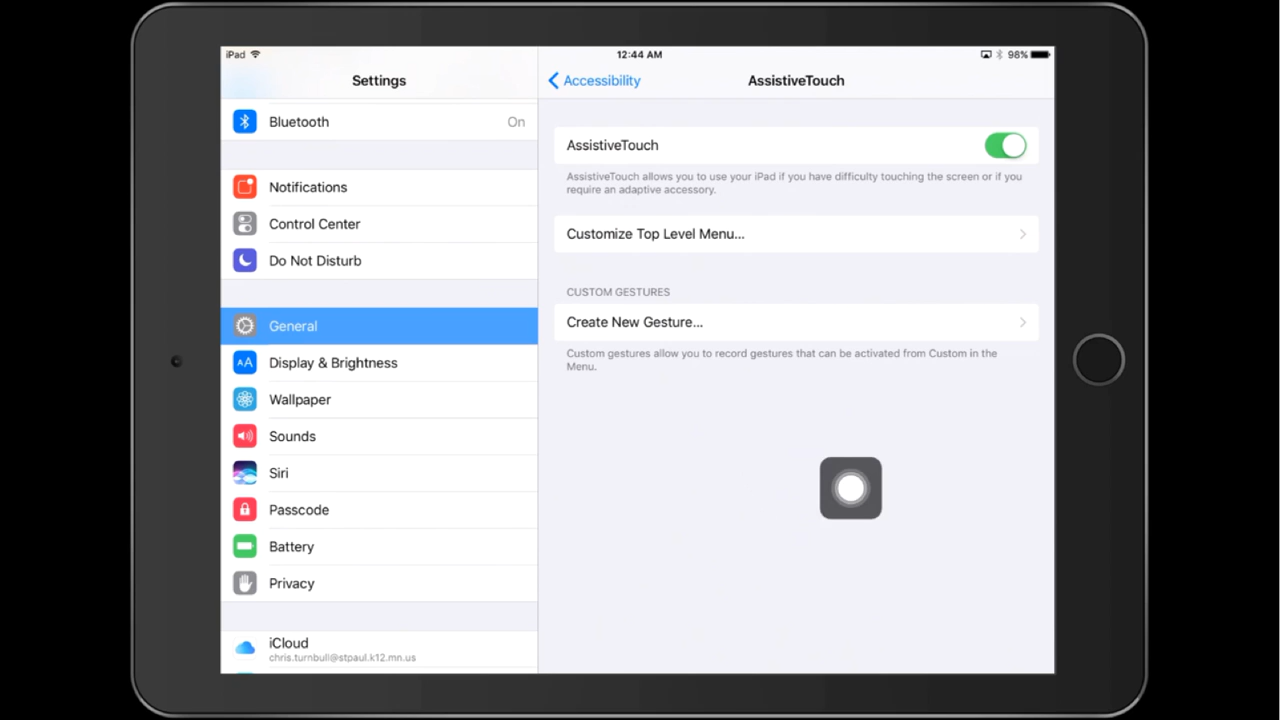 iPad
12:44 AM
98%
Settings
Accessibility
AssistiveTouch
Bluetooth
On
Notifications
Control Center
Do Not Disturb
General
AA
Display & Brightness
Wallpaper
Sounds
Siri
Passcode
Battery
Privacy
iCloud
chris.turnbull@stpaul.k12.mn.us
AssistiveTouch
AssistiveTouch allows you to use your iPad if you have difficulty touching the screen or if you
require an adaptive accessory.
Customize Top Level Menu...
CUSTOM GESTURES
Create New Gesture...
Custom gestures allow you to record gestures that can be activated from Custom in the
Menu.